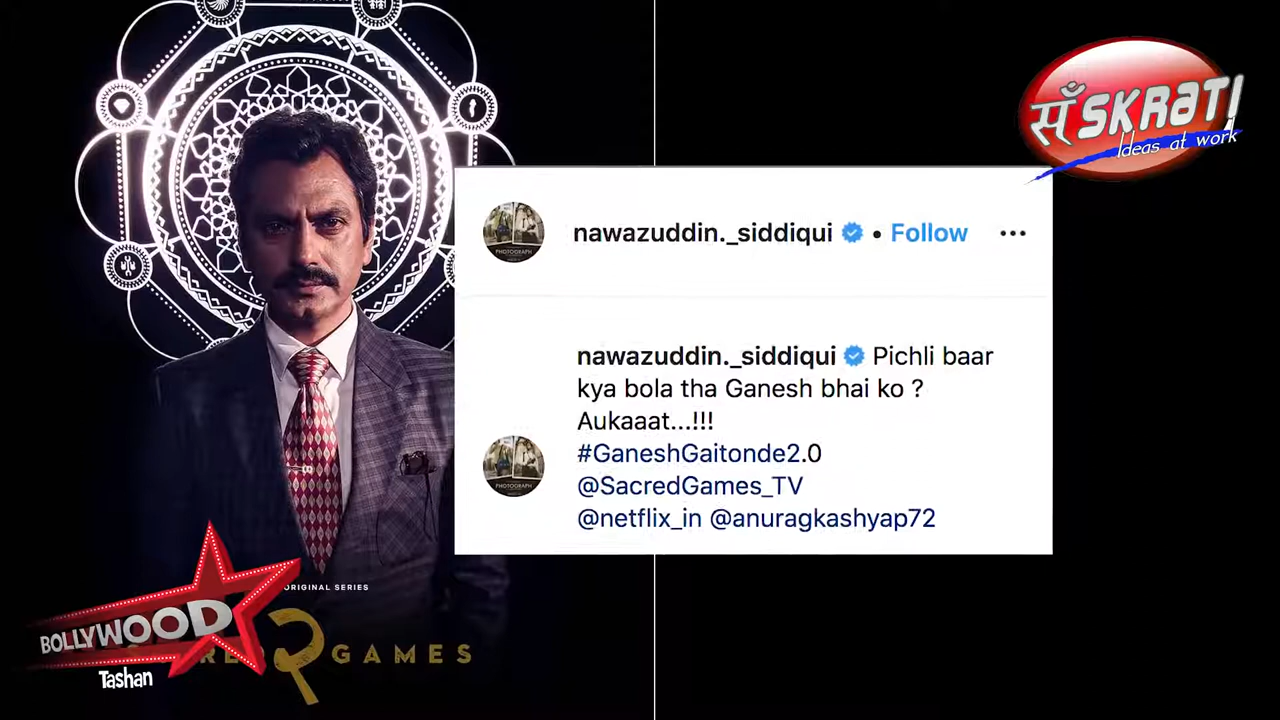 सँSKRATI
Ideas at work
nawazuddin._siddiqui • Follow •••
nawazuddin._siddiqui Pichli baar
kya bola tha Ganesh bhai ko ?
Aukaaat...!!!
#GaneshGaitonde2.0
@SacredGames_TV
@netflix_in @anuragkashyap72
ORIGINAL SERIES
GAMES
BOLLYWOOD
Tashan